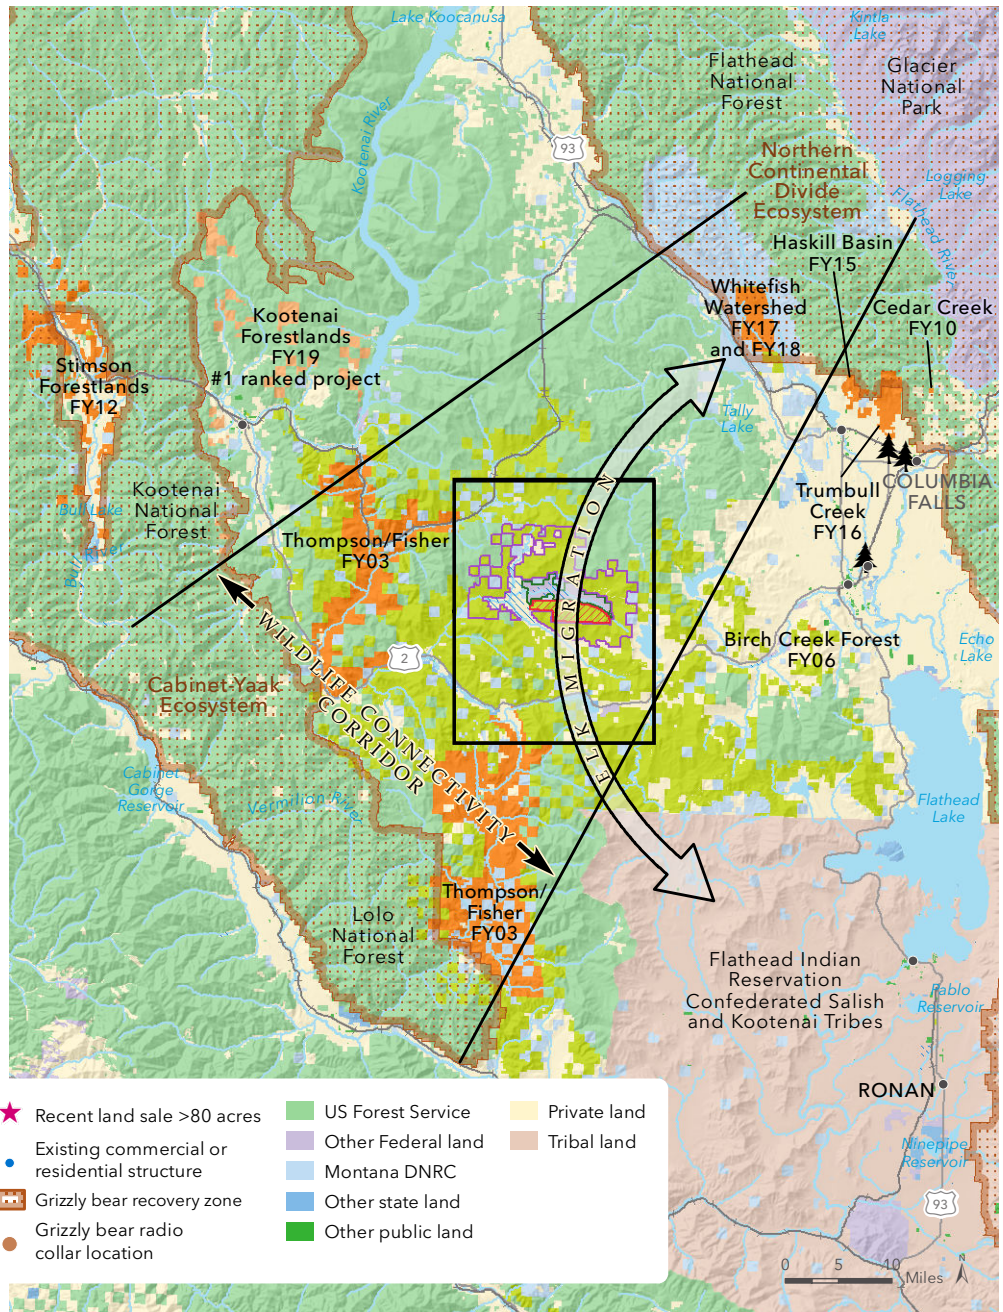 Lake Koocanusa
Kintla
Lake
Flathead
National
Forest
Glacier
National
Park
Kootenai River
93
Northern
Continental
Divide
Ecosystem
Logging
Lake
Flathead River
Haskill Basin
FY15
Whitefish
Watershed
FY17
and FY18
Cedar Creek
FY10
Kootenai
Forestlands
FY19
#1 ranked project
Stimson
Forestlands
FY12
Tally
Lake
Kootenai
National
Forest
Bull Lake
Bull River
COLUMBIA
FALLS
Trumbull
Creek
FY16
Thompson/Fisher
FY03
ELK MIGRATION
WILDLIFE CONNECTIVITY
CORRIDOR
2
Birch Creek Forest
FY06
Echo
Lake
Cabinet-Yaak
Ecosystem
Cabinet
Gorge
Reservoir
Vermilion River
Flathead
Lake
Thompson/
Fisher
FY03
Lolo
National
Forest
Flathead Indian
Reservation
Confederated Salish
and Kootenai Tribes
Pablo
Reservoir
RONAN
Ninepipe
Reservoir
93
Recent land sale >80 acres
Existing commercial or
residential structure
Grizzly bear recovery zone
Grizzly bear radio
collar location
US Forest Service
Other Federal land
Montana DNRC
Other state land
Other public land
Private land
Tribal land
0 5 10
Miles
N